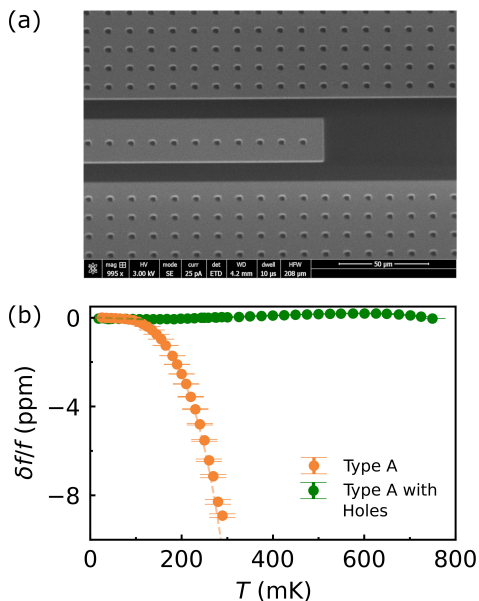 (a)
mag HV mode curr det WD dwell HFW
995 x 3.00 kV SE 25 pA ETD 4.2 mm 10 µs 208 µm
50 µm
(b)
0
−4
−8
δf/f (ppm)
Type A
Type A with
Holes
0 200 400 600 800
T (mK)